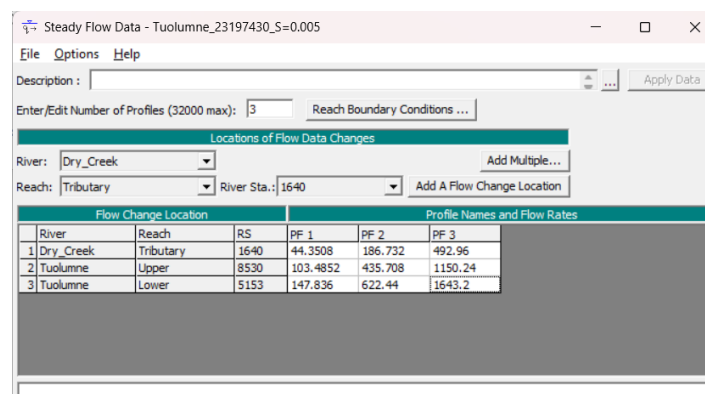 Steady Flow Data - Tuolumne_23197430_S=0.005
File Options Help
Description : ... Apply Data
Enter/Edit Number of Profiles (32000 max): 3 Reach Boundary Conditions ...
Locations of Flow Data Changes
River: Dry_Creek Add Multiple...
Reach: Tributary River Sta.: 1640 Add A Flow Change Location
Flow Change Location Profile Names and Flow Rates
River Reach RS PF 1 PF 2 PF 3
1 Dry_Creek Tributary 1640 44.3508 186.732 492.96
2 Tuolumne Upper 8530 103.4852 435.708 1150.24
3 Tuolumne Lower 5153 147.836 622.44 1643.2